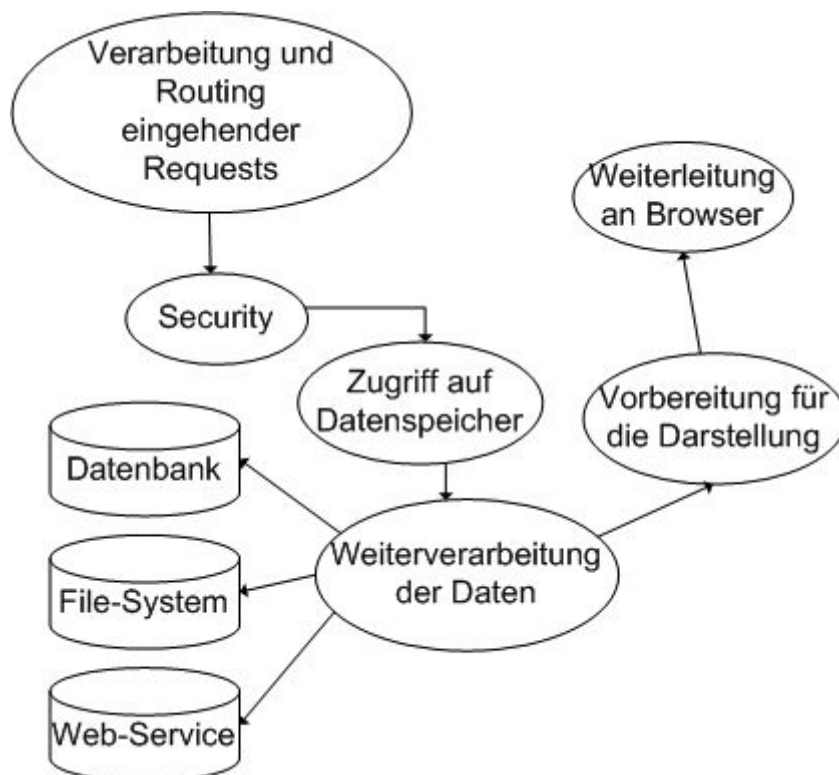 Verarbeitung und
Routing
eingehender
Requests
Weiterleitung
an Browser
Security
Zugriff auf
Datenspeicher
Vorbereitung für
die Darstellung
Datenbank
Weiterverarbeitung
der Daten
File-System
Web-Service